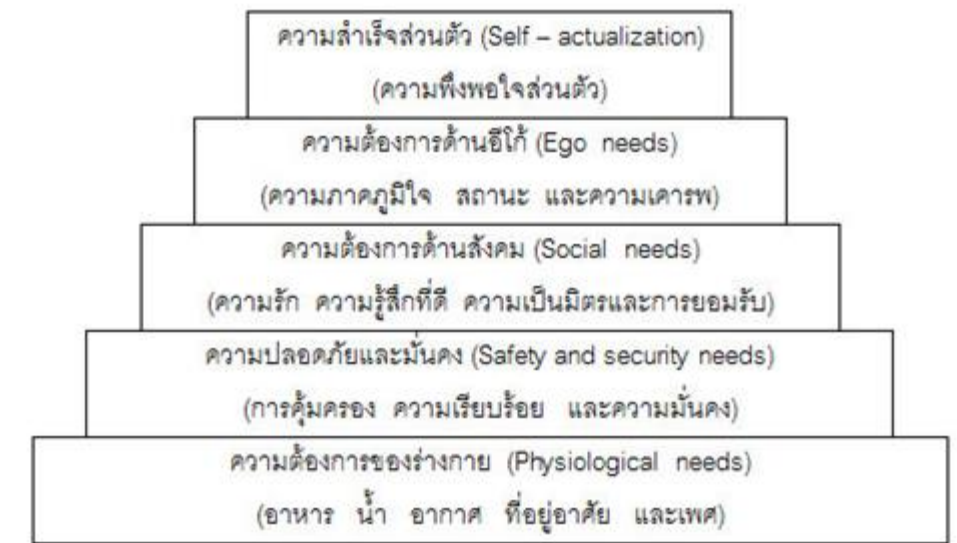 ความสำเร็จส่วนตัว (Self – actualization)
(ความพึงพอใจส่วนตัว)
ความต้องการด้านอีโก้ (Ego needs)
(ความภาคภูมิใจ สถานะ และความเคารพ)
ความต้องการด้านสังคม (Social needs)
(ความรัก ความรู้สึกที่ดี ความเป็นมิตรและการยอมรับ)
ความปลอดภัยและมั่นคง (Safety and security needs)
(การคุ้มครอง ความเรียบร้อย และความมั่นคง)
ความต้องการของร่างกาย (Physiological needs)
(อาหาร น้ำ อากาศ ที่อยู่อาศัย และเพศ)